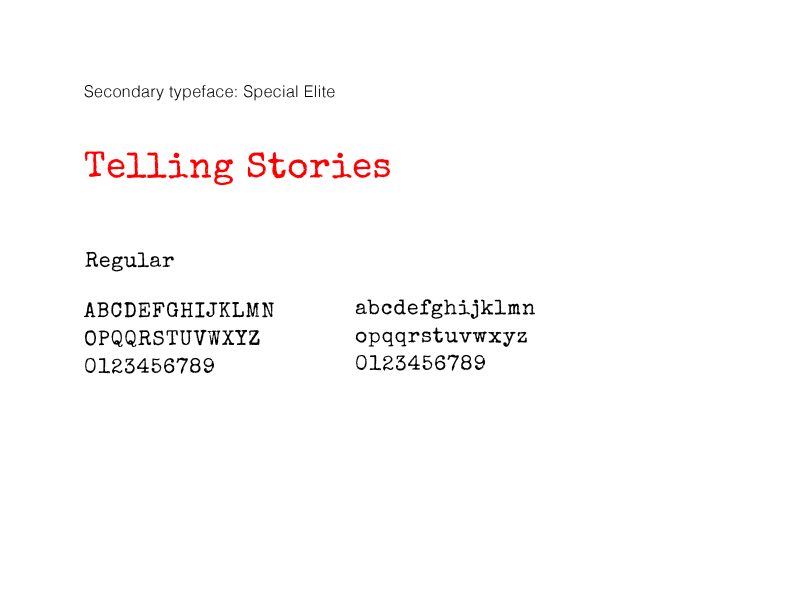 Secondary typeface: Special Elite
Telling Stories
Regular
ABCDEFGHIJKLMN
OPQQRSTUVWXYZ
0123456789
abcdefghijklmn
opqqrstuvwxyz
0123456789